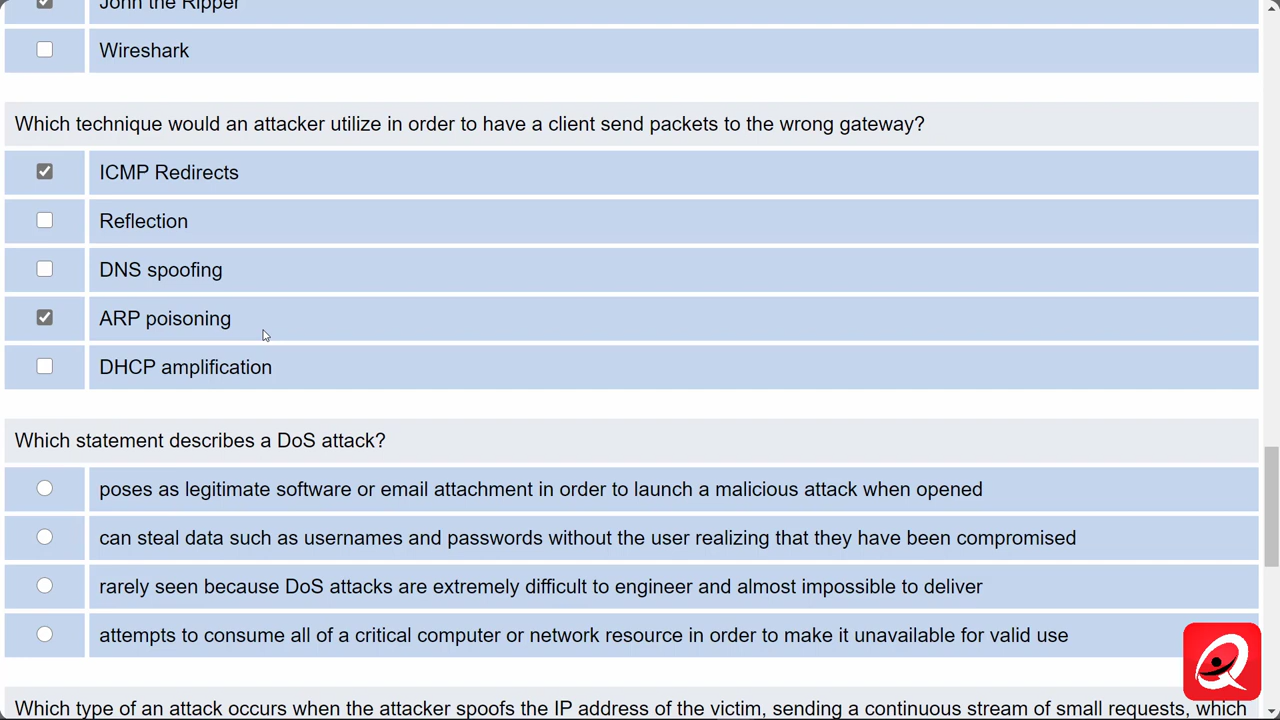 John the Ripper
Wireshark
Which technique would an attacker utilize in order to have a client send packets to the wrong gateway?
ICMP Redirects
Reflection
DNS spoofing
ARP poisoning
DHCP amplification
Which statement describes a DoS attack?
poses as legitimate software or email attachment in order to launch a malicious attack when opened
can steal data such as usernames and passwords without the user realizing that they have been compromised
rarely seen because DoS attacks are extremely difficult to engineer and almost impossible to deliver
attempts to consume all of a critical computer or network resource in order to make it unavailable for valid use
Which type of an attack occurs when the attacker spoofs the IP address of the victim, sending a continuous stream of small requests, which